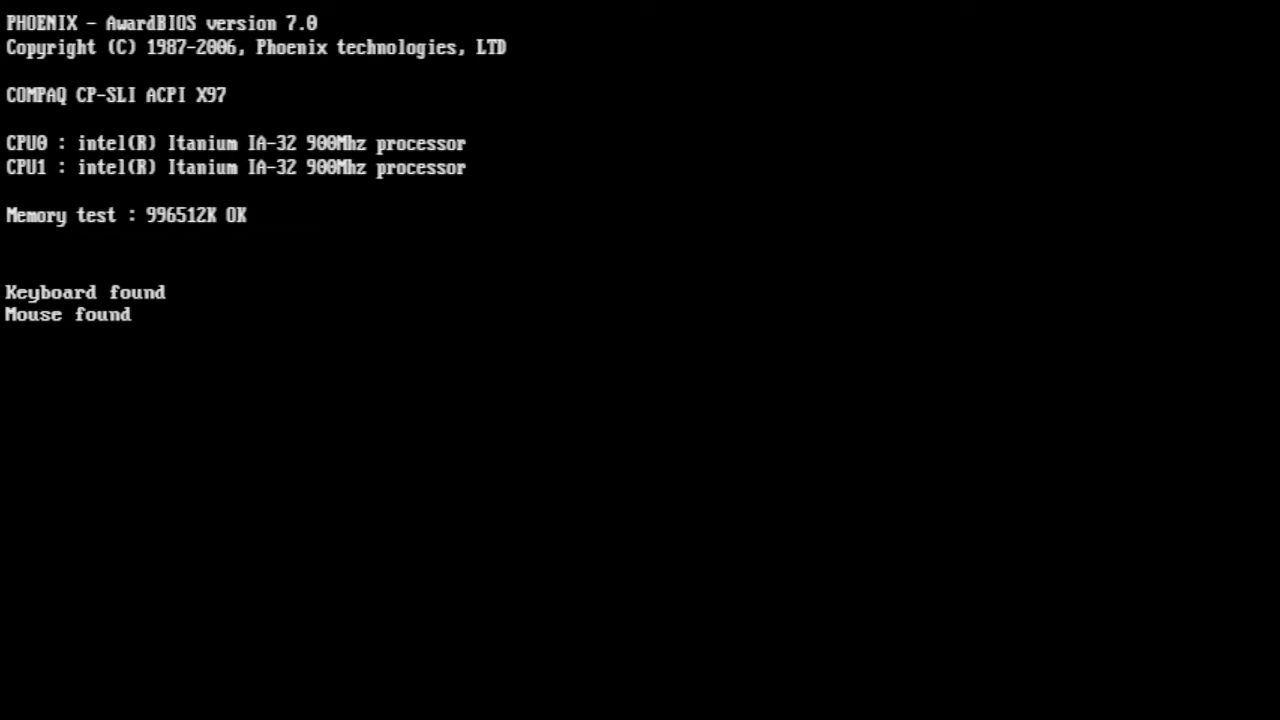 PHOENIX - AwardBIOS version 7.0
Copyright (C) 1987-2006, Phoenix technologies, LTD
COMPAQ CP-SLI ACPI X97
CPU0 : intel(R) Itanium IA-32 900Mhz processor
CPU1 : intel(R) Itanium IA-32 900Mhz processor
Memory test : 996512K OK
Keyboard found
Mouse found